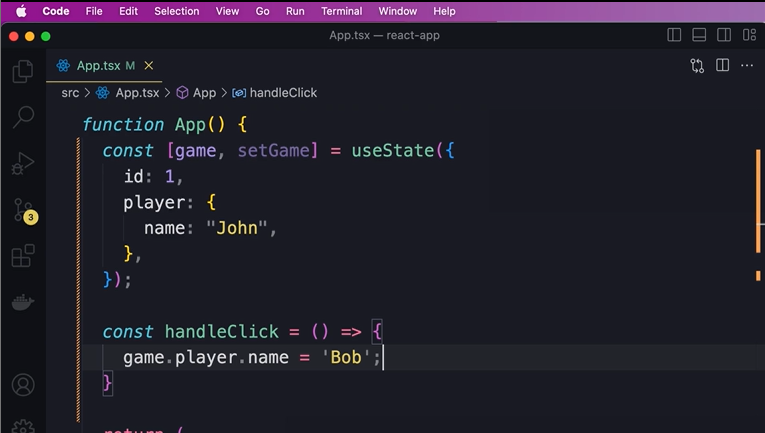 Code File Edit Selection View Go Run Terminal Window Help
App.tsx — react-app
App.tsx M
src > App.tsx > App > handleClick
function App() {
const [game, setGame] = useState({
id: 1,
player: {
name: "John",
},
});
const handleClick = () => {
game.player.name = 'Bob';
}
3
return (